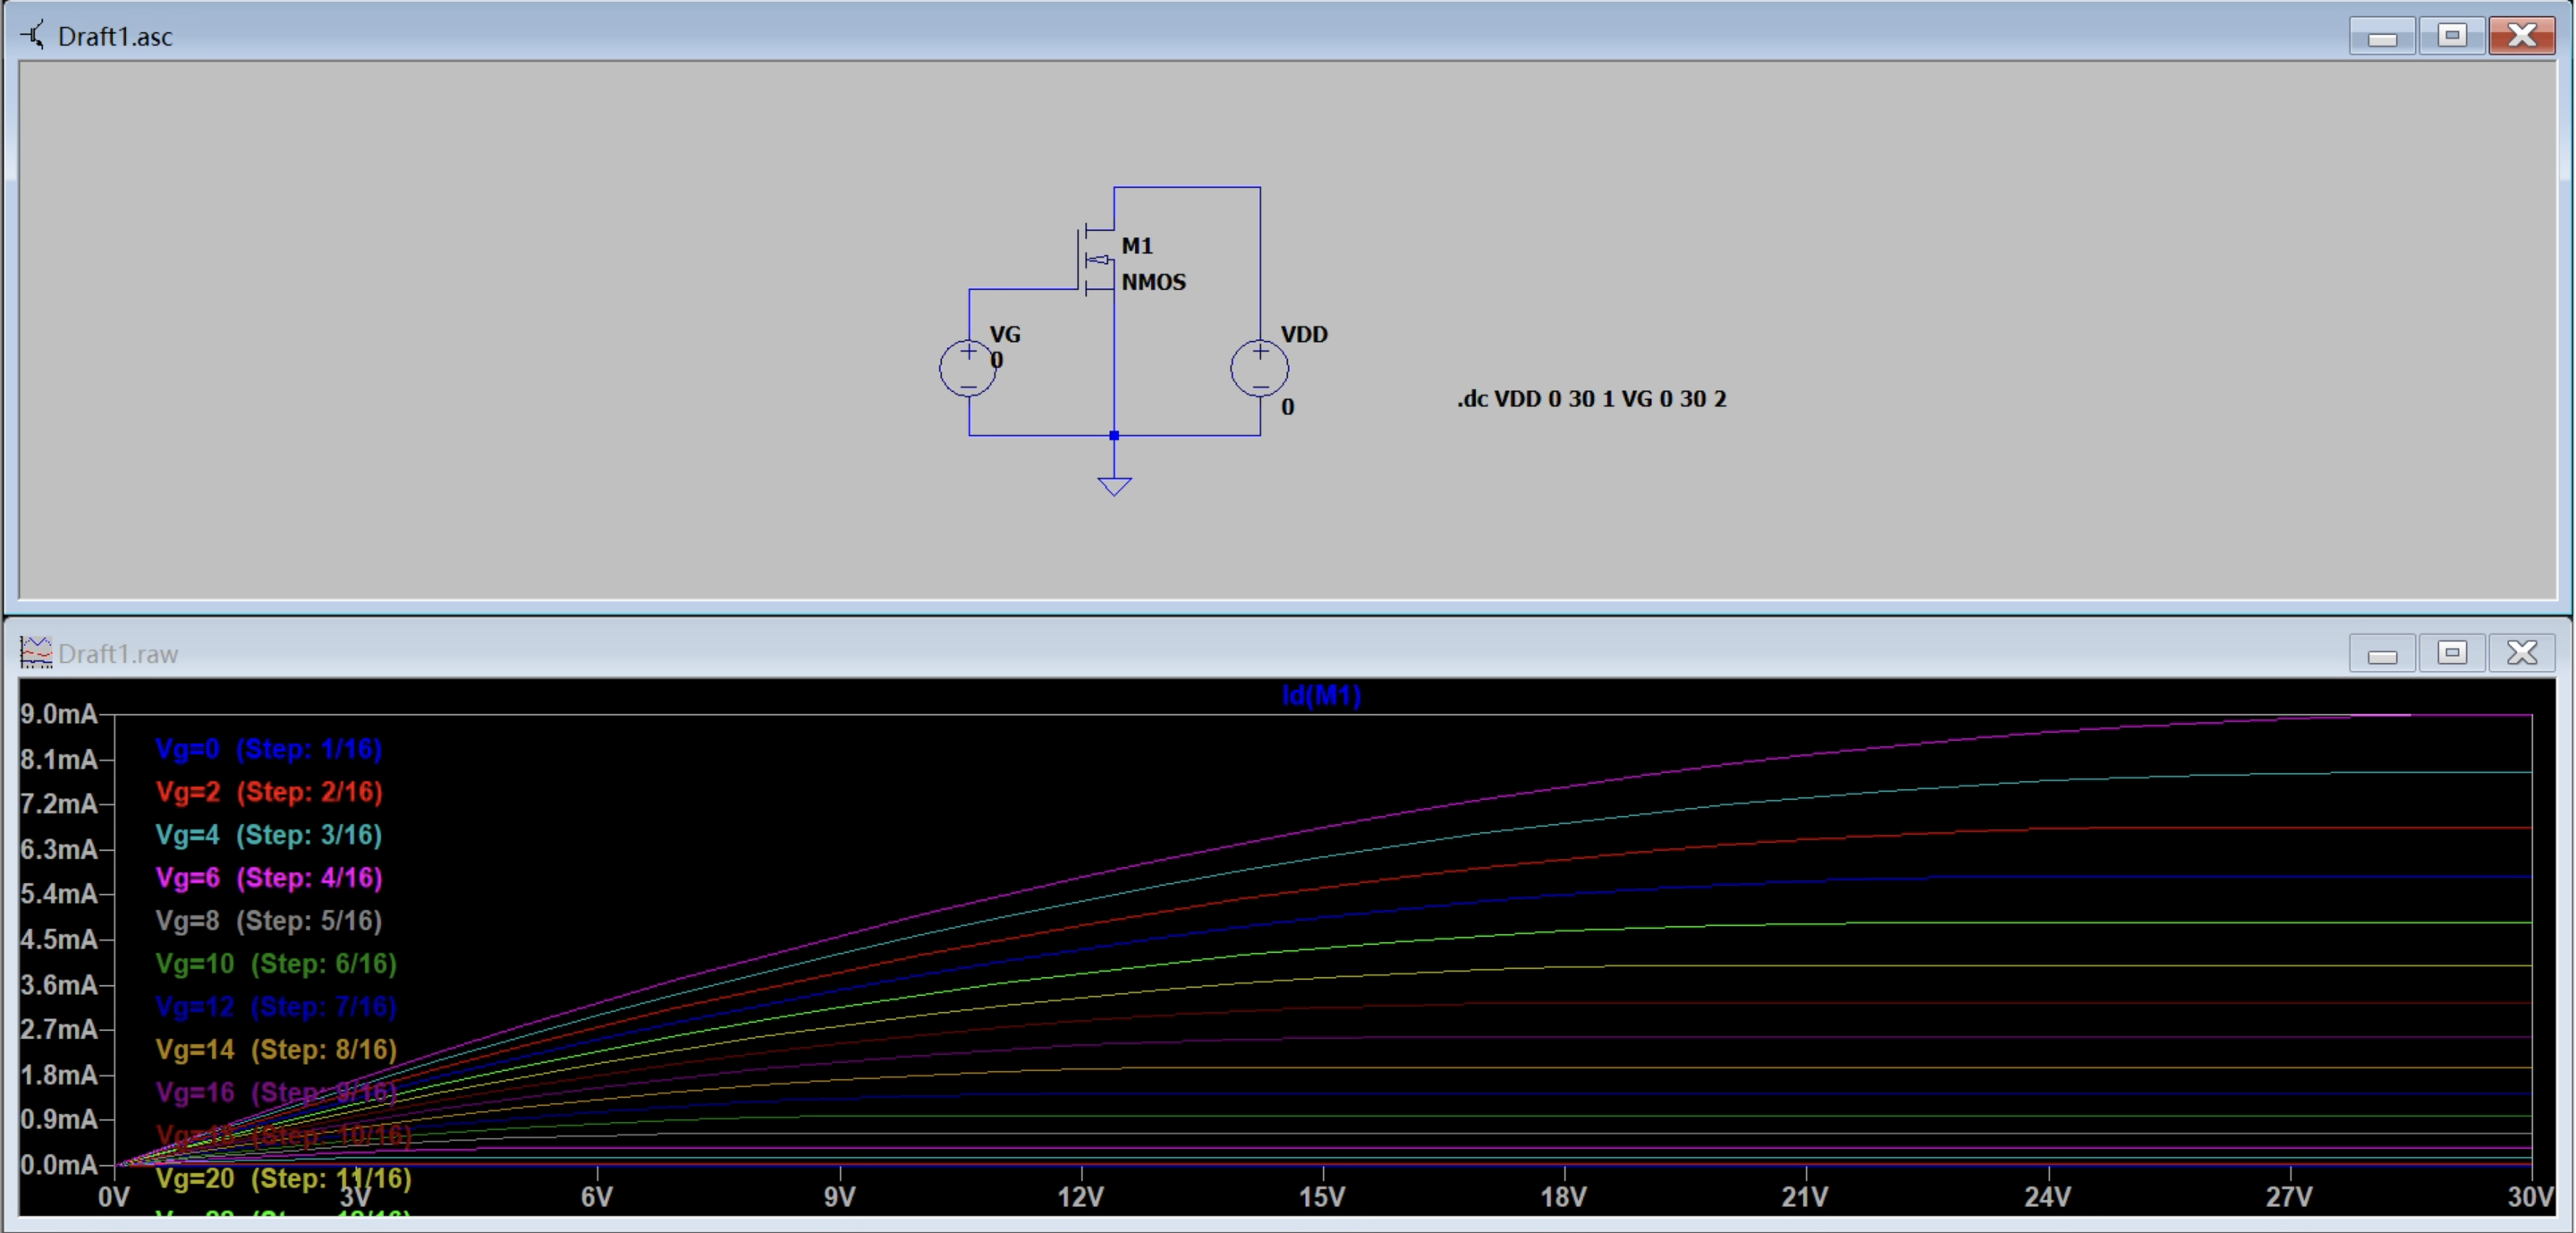 Draft1.asc
M1
NMOS
VG
0
VDD
0
.dc VDD 0 30 1 VG 0 30 2
Draft1.raw
Id(M1)
9.0mA
8.1mA
7.2mA
6.3mA
5.4mA
4.5mA
3.6mA
2.7mA
1.8mA
0.9mA
0.0mA
Vg=0 (Step: 1/16)
Vg=2 (Step: 2/16)
Vg=4 (Step: 3/16)
Vg=6 (Step: 4/16)
Vg=8 (Step: 5/16)
Vg=10 (Step: 6/16)
Vg=12 (Step: 7/16)
Vg=14 (Step: 8/16)
Vg=16 (Step: 9/16)
Vg=18 (Step: 10/16)
Vg=20 (Step: 11/16)
0V 3V 6V 9V 12V 15V 18V 21V 24V 27V 30V